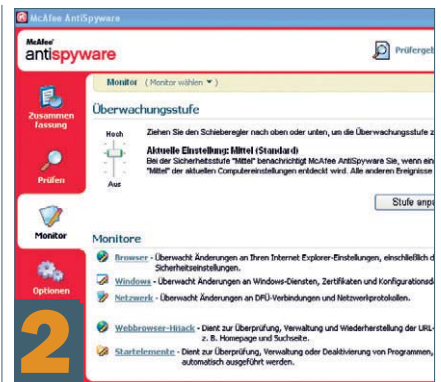 McAfee AntiSpyware
McAfee
antispyware
Prüfergeb
Zusammen
fassung
Prüfen
Monitor
Optionen
Monitor (Monitor wählen ▼)
Überwachungsstufe
Hoch
Aus
Ziehen Sie den Schieberegler nach oben oder unten, um die Überwachungsstufe z
Aktuelle Einstellung: Mittel (Standard)
Bei der Sicherheitsstufe "Mittel" benachrichtigt McAfee AntiSpyware Sie, wenn ein
"Mittel" der aktuellen Computereinstellungen entdeckt wird. Alle anderen Ereignisse
Stufe anpa
Monitore
Browser - Überwacht Änderungen an Ihren Internet Explorer-Einstellungen, einschließlich d
Sicherheitseinstellungen.
Windows - Überwacht Änderungen an Windows-Diensten, Zertifikaten und Konfigurationsd
Netzwerk - Überwacht Änderungen an DFÜ-Verbindungen und Netzwerkprotokollen.
Webbrowser-Hijack - Dient zur Überprüfung, Verwaltung und Wiederherstellung der URL-
z. B. Homepage und Suchseite.
Startelemente - Dient zur Überprüfung, Verwaltung oder Deaktivierung von Programmen,
automatisch ausgeführt werden.
2